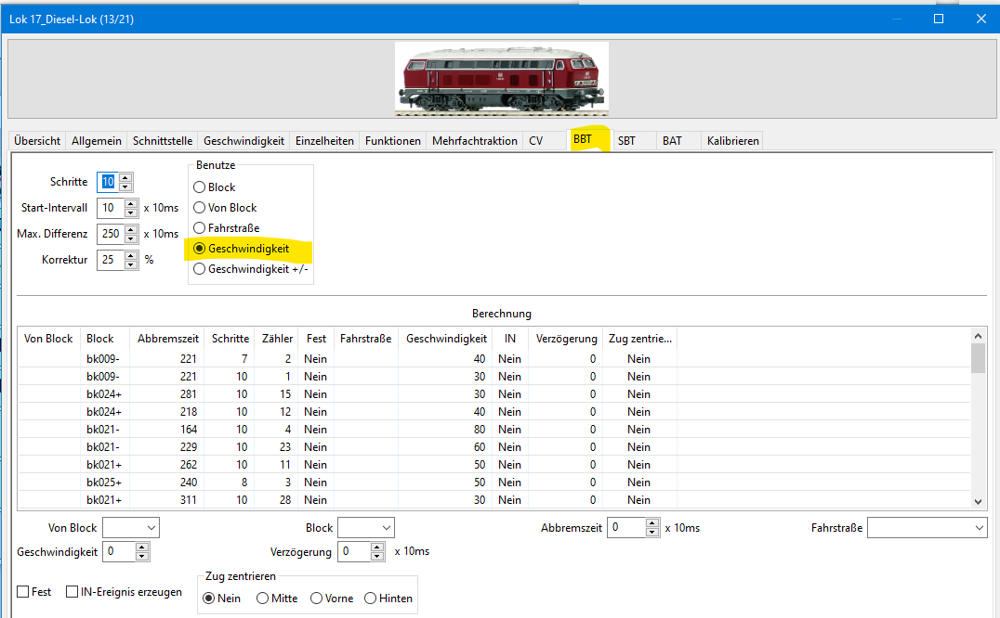 Lok 17_Diesel-Lok (13/21)
Übersicht Allgemein Schnittstelle Geschwindigkeit Einzelheiten Funktionen Mehrfachtraktion CV BBT SBT BAT Kalibrieren
Schritte 10
Start-Intervall 10 x 10ms
Max. Differenz 250 x 10ms
Korrektur 25 %
Benutze
Block
Von Block
Fahrstraße
Geschwindigkeit
Geschwindigkeit +/-
Berechnung
Von Block Block Abbremszeit Schritte Zähler Fest Fahrstraße Geschwindigkeit IN Verzögerung Zug zentrie...
bk009- 221 7 2 Nein 40 Nein 0 Nein
bk009- 221 10 1 Nein 30 Nein 0 Nein
bk024+ 281 10 15 Nein 30 Nein 0 Nein
bk024+ 218 10 12 Nein 40 Nein 0 Nein
bk021- 164 10 4 Nein 80 Nein 0 Nein
bk021- 229 10 23 Nein 60 Nein 0 Nein
bk021+ 262 10 11 Nein 50 Nein 0 Nein
bk025+ 240 8 3 Nein 50 Nein 0 Nein
bk021+ 311 10 28 Nein 30 Nein 0 Nein
Von Block Block Abbremszeit 0 x 10ms Fahrstraße
Geschwindigkeit 0 Verzögerung 0 x 10ms
Fest IN-Ereignis erzeugen
Zug zentrieren
Nein Mitte Vorne Hinten